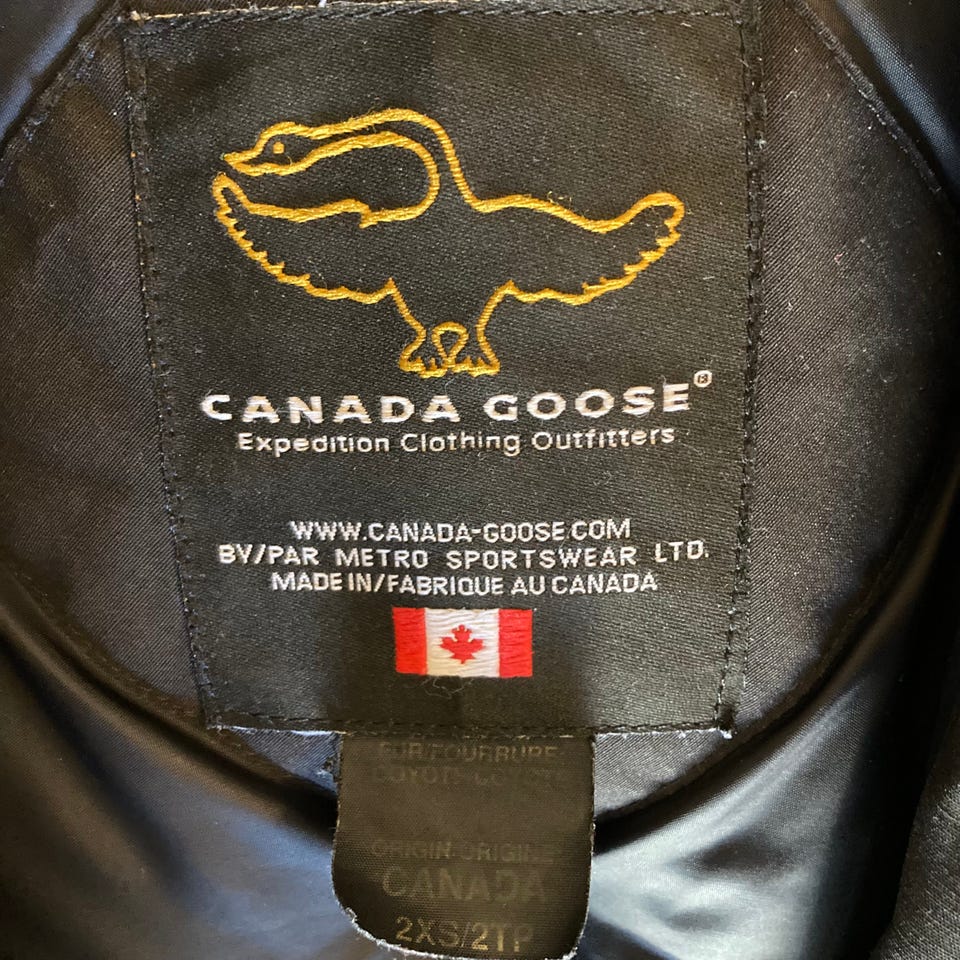 CANADA GOOSE®
Expedition Clothing Outfitters
WWW.CANADA-GOOSE.COM
BY/PAR METRO SPORTSWEAR LTD.
MADE IN/FABRIQUE AU CANADA
FUR/FOURRURE
COYOTE COYOTE
ORIGIN-ORIGINE
CANADA
2XS/2TP